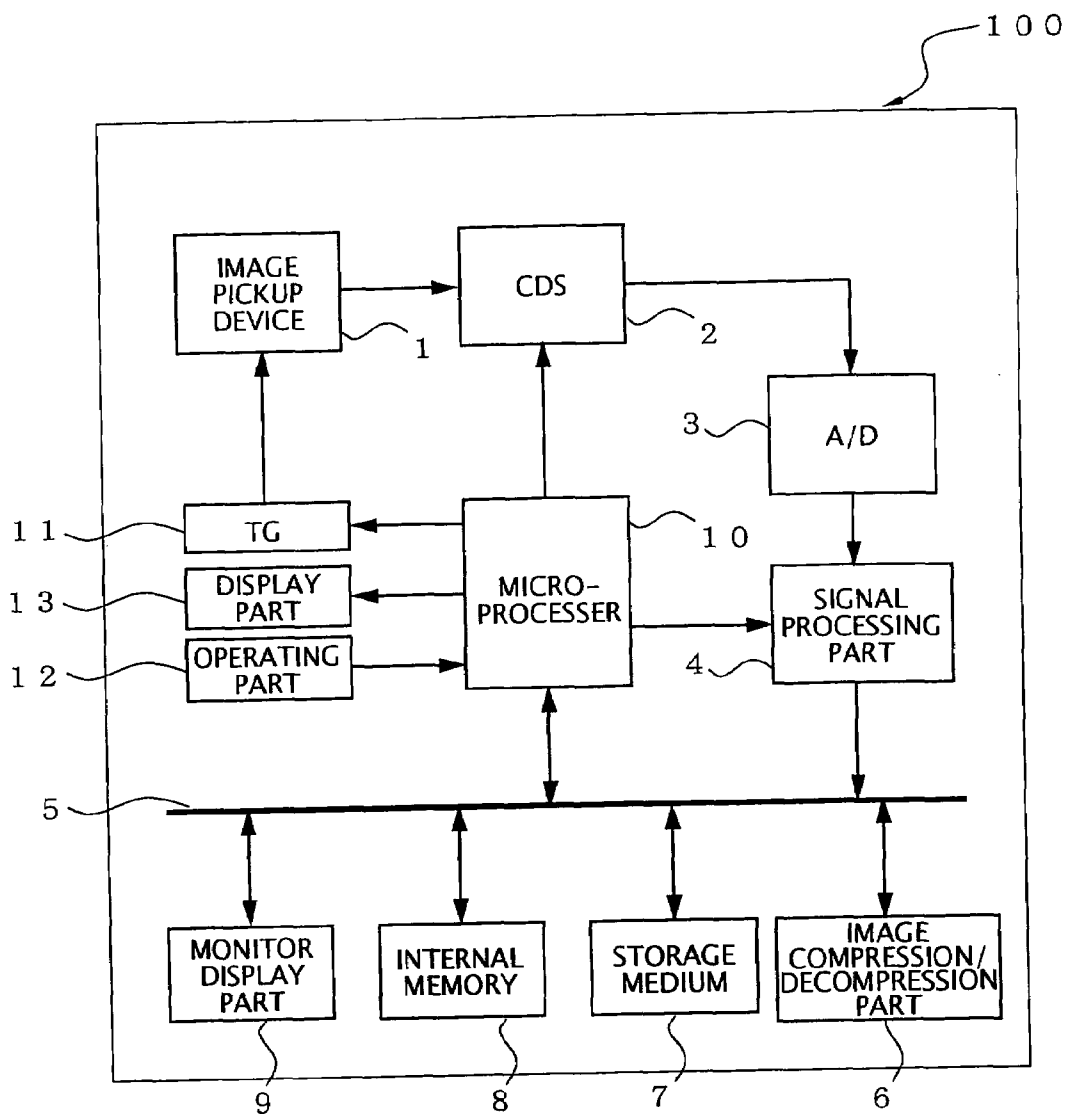 １００
IMAGE
PICKUP
DEVICE
1
CDS
2
3
A/D
11
TG
13
DISPLAY
PART
12
OPERATING
PART
MICRO-
PROCESSER
10
SIGNAL
PROCESSING
PART
4
5
MONITOR
DISPLAY
PART
INTERNAL
MEMORY
STORAGE
MEDIUM
IMAGE
COMPRESSION/
DECOMPRESSION
PART
9
8
7
6